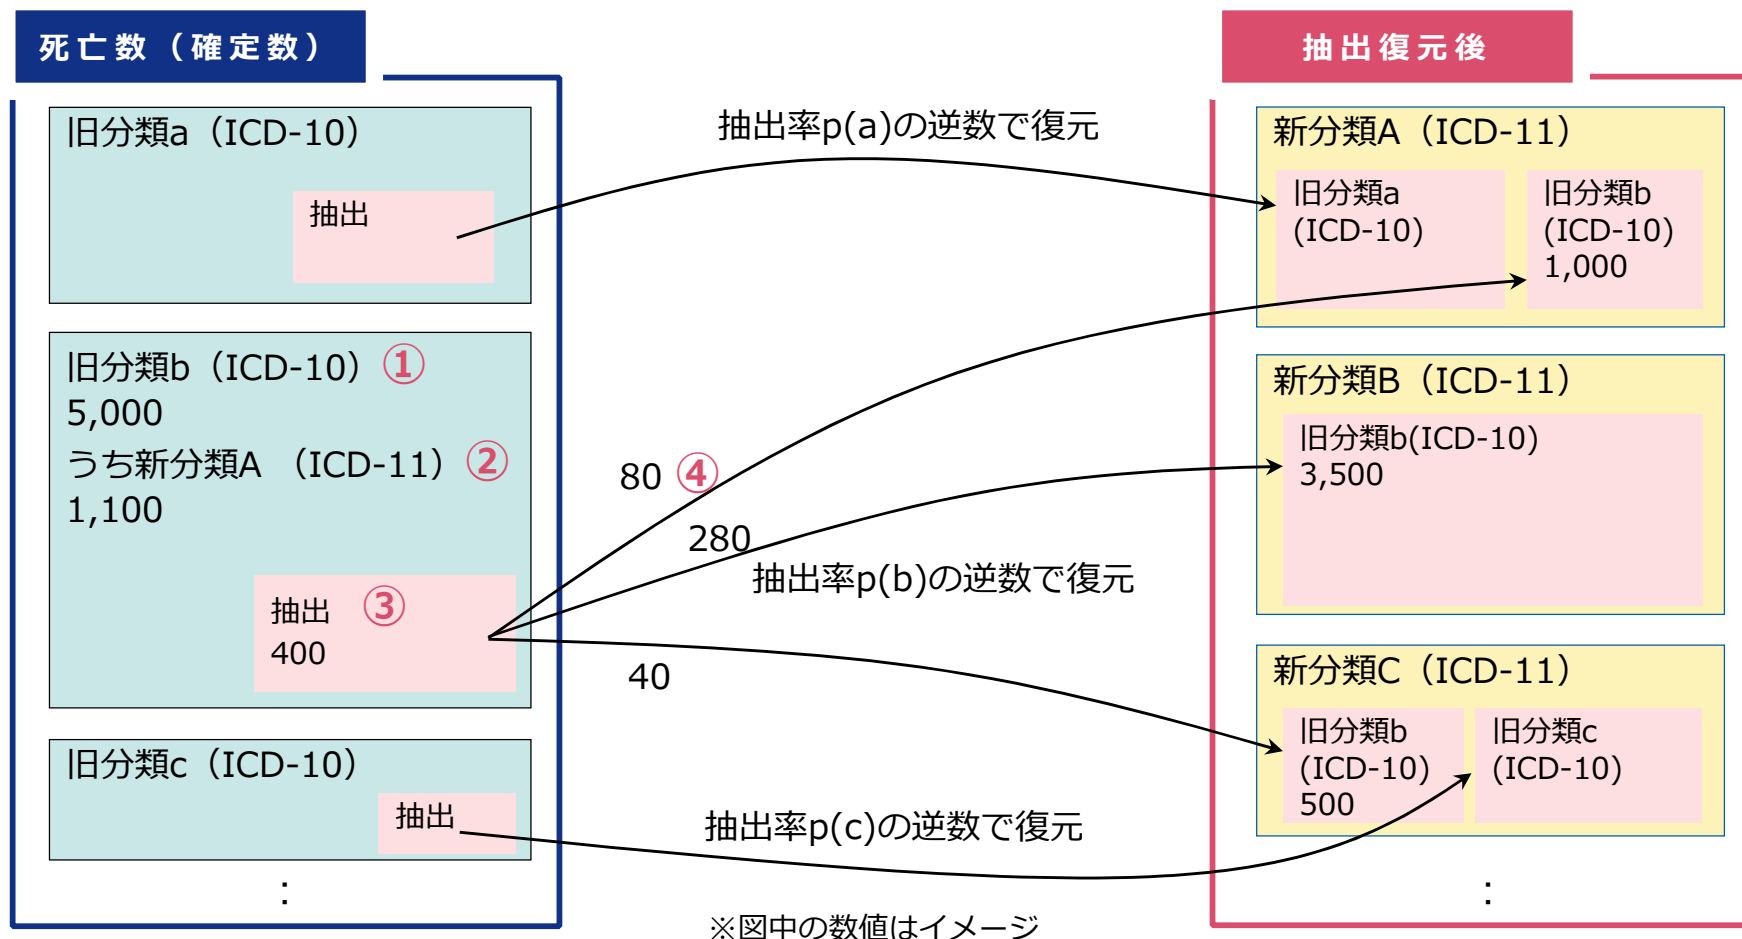 死亡数（確定数）
旧分類a（ICD-10）
抽出
旧分類b（ICD-10）①
5,000
うち新分類A （ICD-11）②
1,100
抽出 ③
400
旧分類c（ICD-10）
抽出
：
抽出率p(a)の逆数で復元
80 ④
280
抽出率p(b)の逆数で復元
40
抽出率p(c)の逆数で復元
※図中の数値はイメージ
抽出復元後
新分類A（ICD-11）
旧分類a
(ICD-10)
旧分類b
(ICD-10)
1,000
新分類B（ICD-11）
旧分類b(ICD-10)
3,500
新分類C（ICD-11）
旧分類b
(ICD-10)
500
旧分類c
(ICD-10)
：